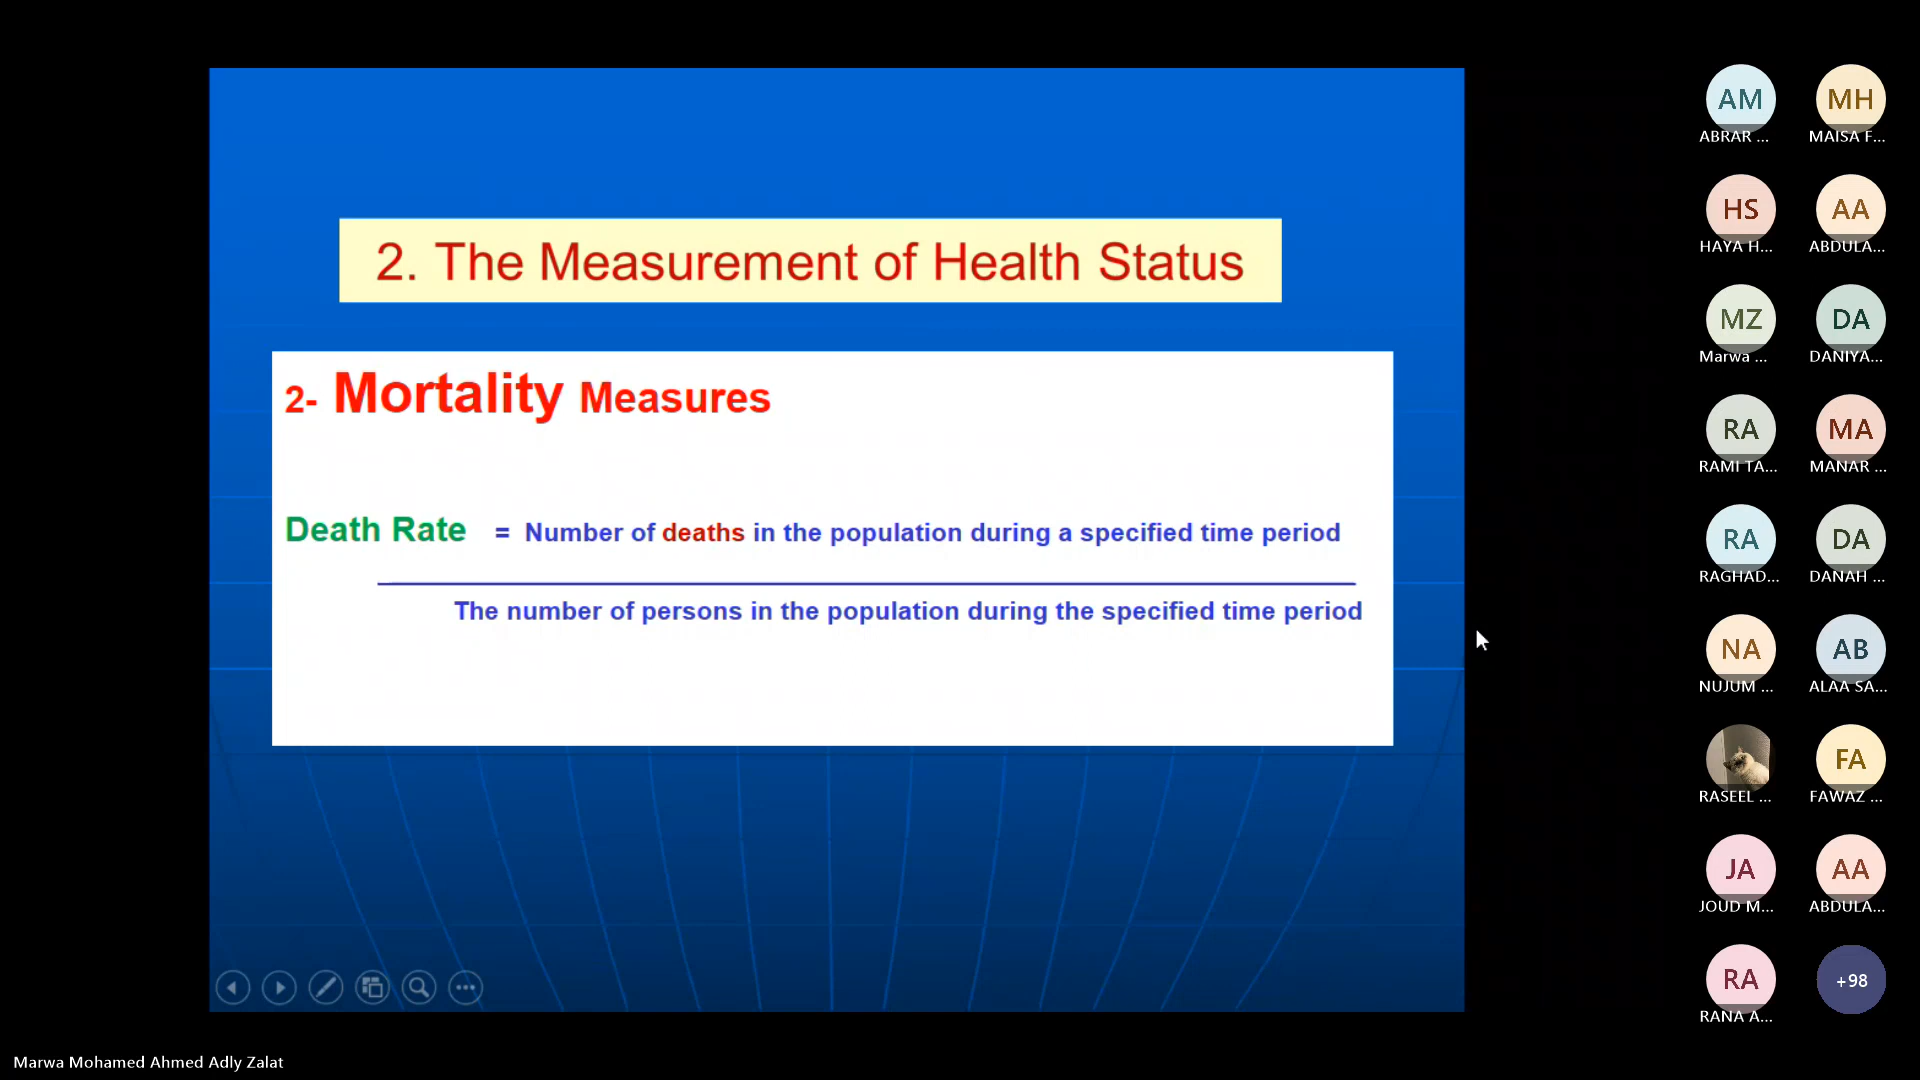 2. The Measurement of Health Status
2- Mortality Measures
Death Rate = Number of deaths in the population during a specified time period
The number of persons in the population during the specified time period
AM MH
ABRAR ... MAISA F...
HS AA
HAYA H... ABDULA...
MZ DA
Marwa ... DANIYA...
RA MA
RAMI TA... MANAR ...
RA DA
RAGHAD... DANAH ...
NA AB
NUJUM ... ALAA SA...
FA
RASEEL ... FAWAZ ...
JA AA
JOUD M... ABDULA...
RA +98
RANA A...
Marwa Mohamed Ahmed Adly Zalat